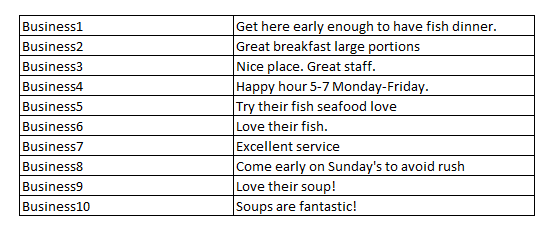 Business1 Get here early enough to have fish dinner.
Business2 Great breakfast large portions
Business3 Nice place. Great staff.
Business4 Happy hour 5-7 Monday-Friday.
Business5 Try their fish seafood love
Business6 Love their fish.
Business7 Excellent service
Business8 Come early on Sunday's to avoid rush
Business9 Love their soup!
Business10 Soups are fantastic!